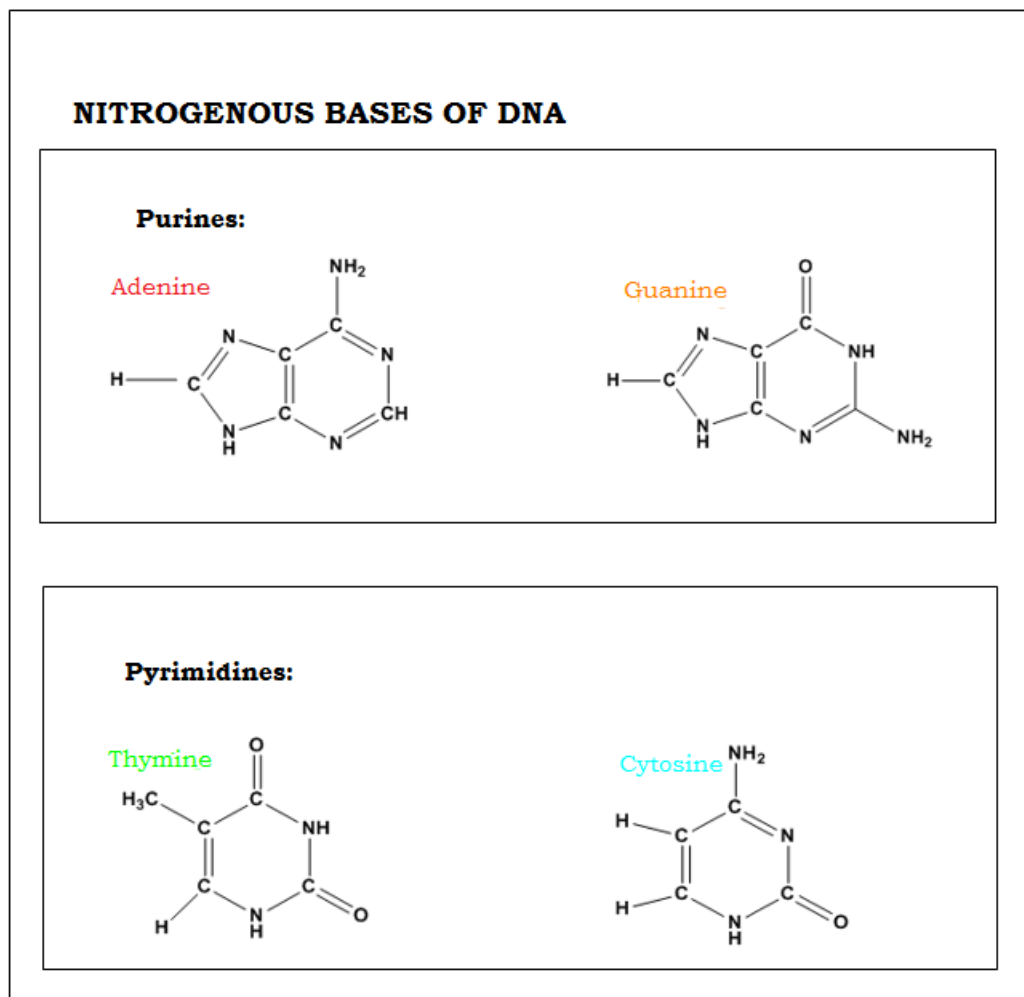 NITROGENOUS BASES OF DNA
Purines:
Adenine
NH₂
N
C
C
N
H
C
C
CH
N
H
N
Guanine
O
C
N
C
NH
H
C
C
N
H
N
NH₂
Pyrimidines:
Thymine
O
H₃C
C
C
NH
C
C
H
N
H
O
Cytosine
NH₂
H
C
C
N
H
C
C
N
H
O